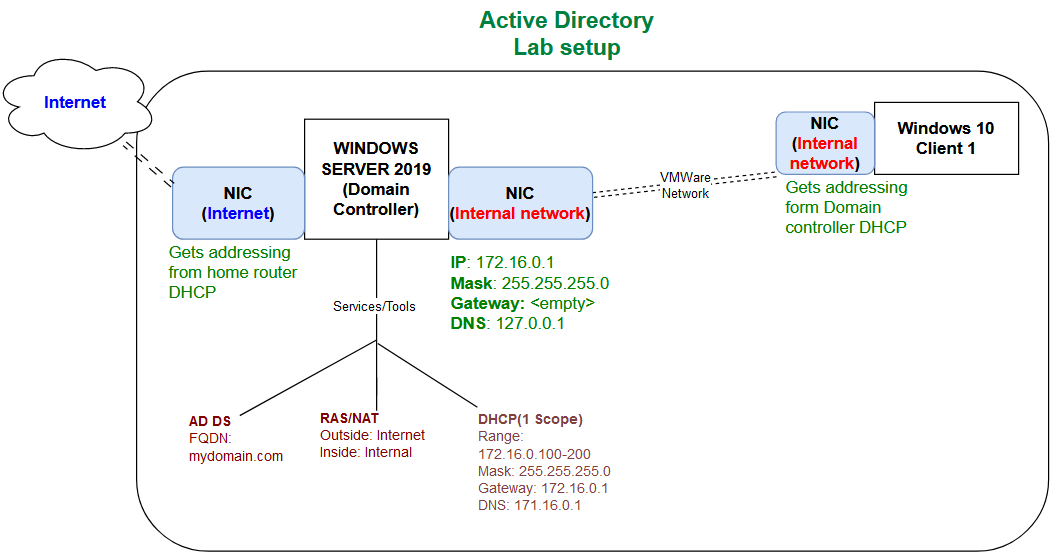 Active Directory
Lab setup
Internet
NIC
(Internet)
Gets addressing
from home router
DHCP
WINDOWS
SERVER 2019
(Domain
Controller)
NIC
(Internal network)
IP: 172.16.0.1
Mask: 255.255.255.0
Gateway: <empty>
DNS: 127.0.0.1
VMWare
Network
NIC
(Internal
network)
Windows 10
Client 1
Gets addressing
form Domain
controller DHCP
Services/Tools
AD DS
FQDN:
mydomain.com
RAS/NAT
Outside: Internet
Inside: Internal
DHCP(1 Scope)
Range:
172.16.0.100-200
Mask: 255.255.255.0
Gateway: 172.16.0.1
DNS: 171.16.0.1